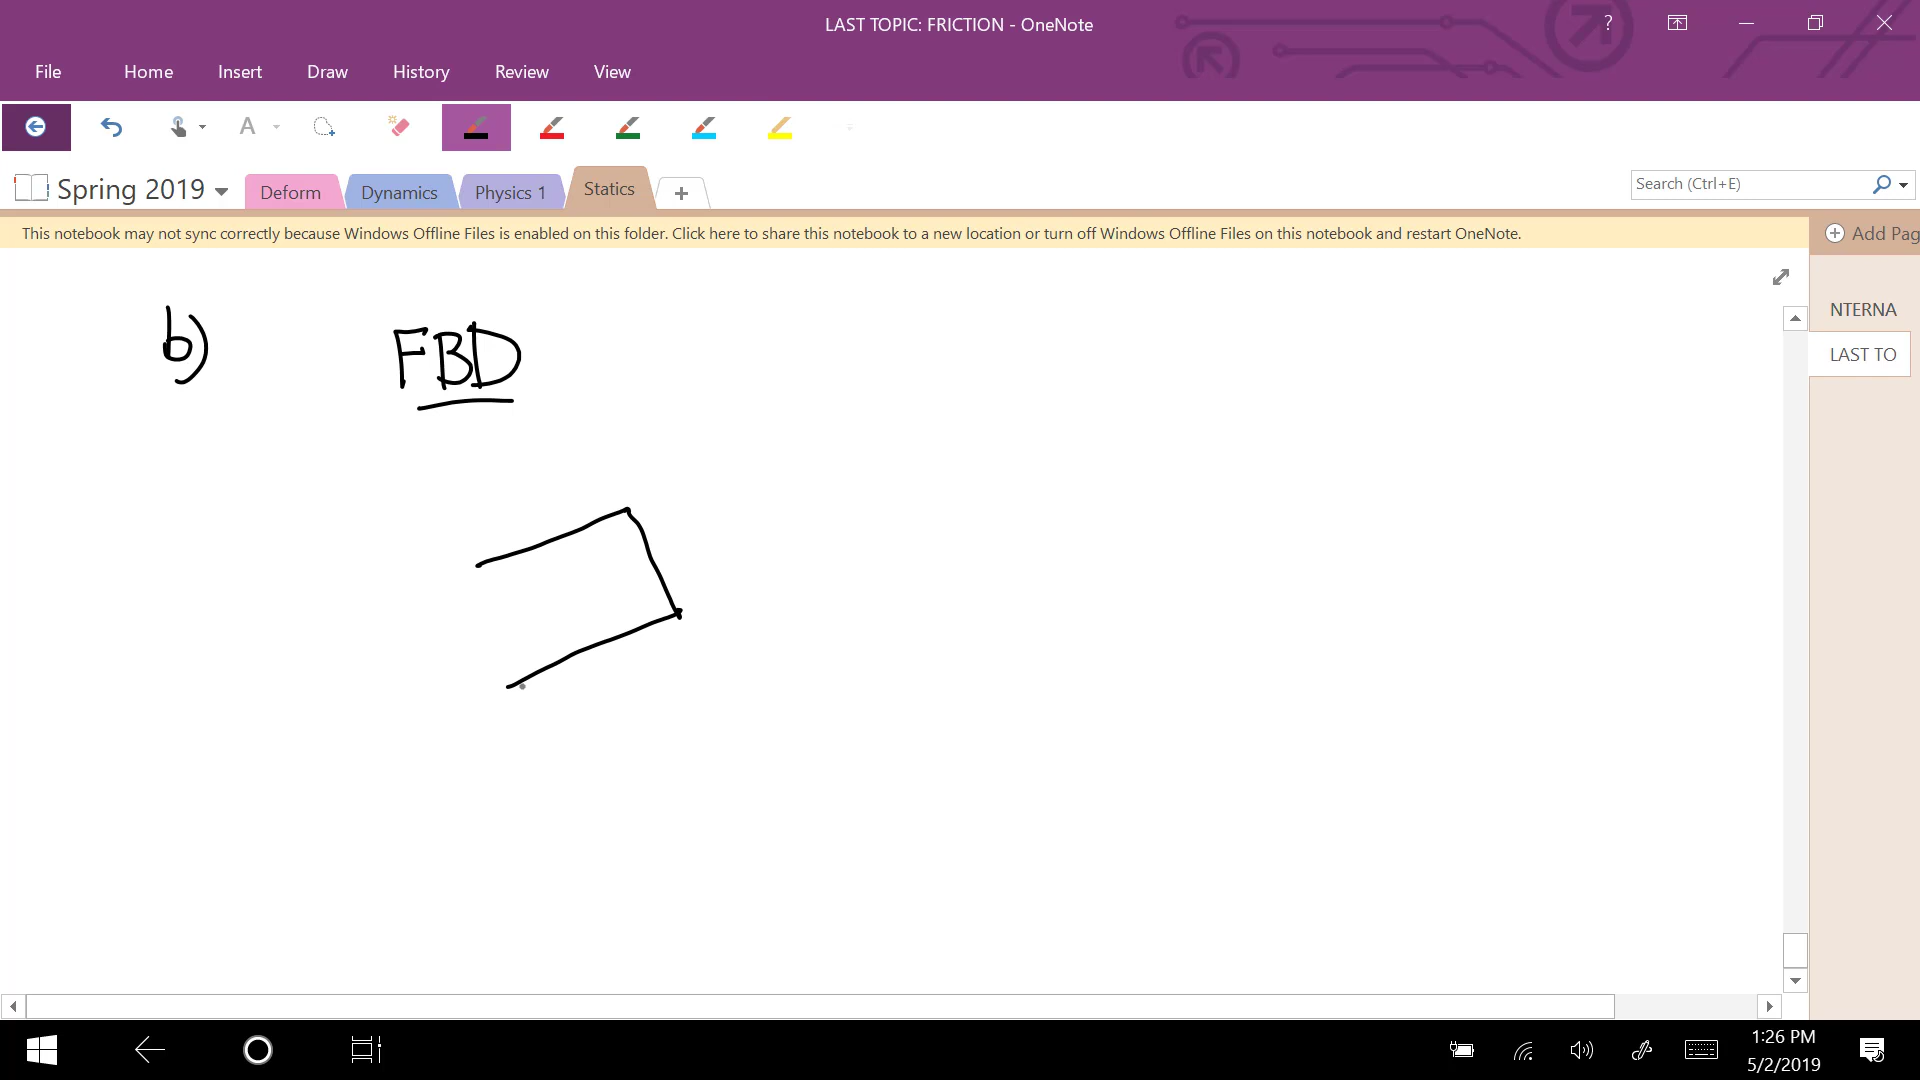 LAST TOPIC: FRICTION - OneNote
?
File Home Insert Draw History Review View
A
Spring 2019 Deform Dynamics Physics 1 Statics +
Search (Ctrl+E)
This notebook may not sync correctly because Windows Offline Files is enabled on this folder. Click here to share this notebook to a new location or turn off Windows Offline Files on this notebook and restart OneNote.
Add Pag
NTERNA
LAST TO
b) FBD
1:26 PM
5/2/2019